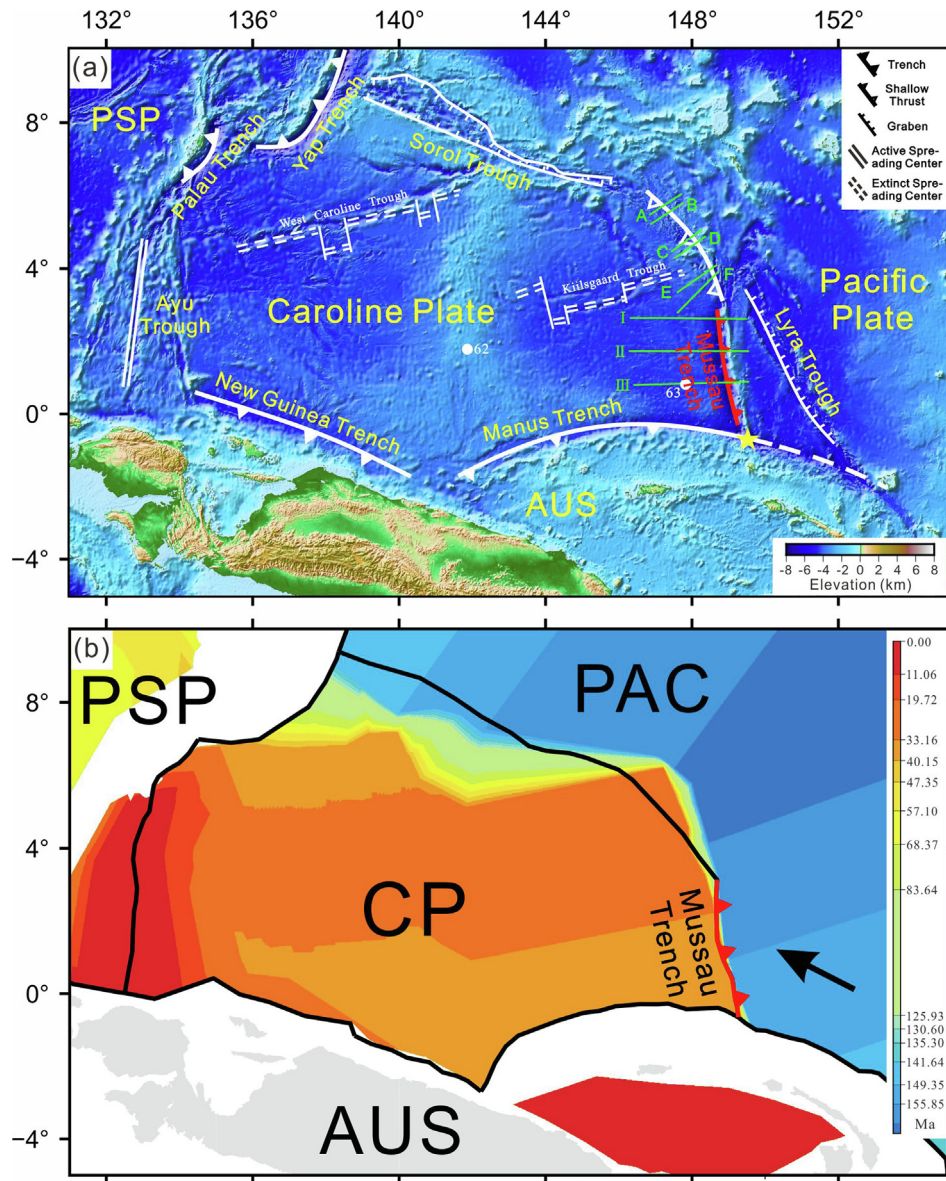 132°
136°
140°
144°
148°
152°
(a)
PSP
Palau Trench
Yap Trench
Sorol Trough
West Caroline Trough
Kiilsgaard Trough
Caroline Plate
Pacific
Plate
Ayu
Trough
Lyra Trough
Mussau
Trench
New Guinea Trench
Manus Trench
AUS
A
B
C
D
E
F
I
II
III
62
63
8°
4°
0°
−4°
Trench
Shallow
Thrust
Graben
Active Spre-
ading Center
Extinct Spre-
ading Center
-8 -6 -4 -2 0 2 4 6 8
Elevation (km)
(b)
PSP
PAC
CP
Mussau
Trench
AUS
8°
4°
0°
−4°
0.00
11.06
19.72
33.16
40.15
47.10
57.10
68.37
83.64
125.93
130.60
135.30
141.64
149.35
155.85
Ma